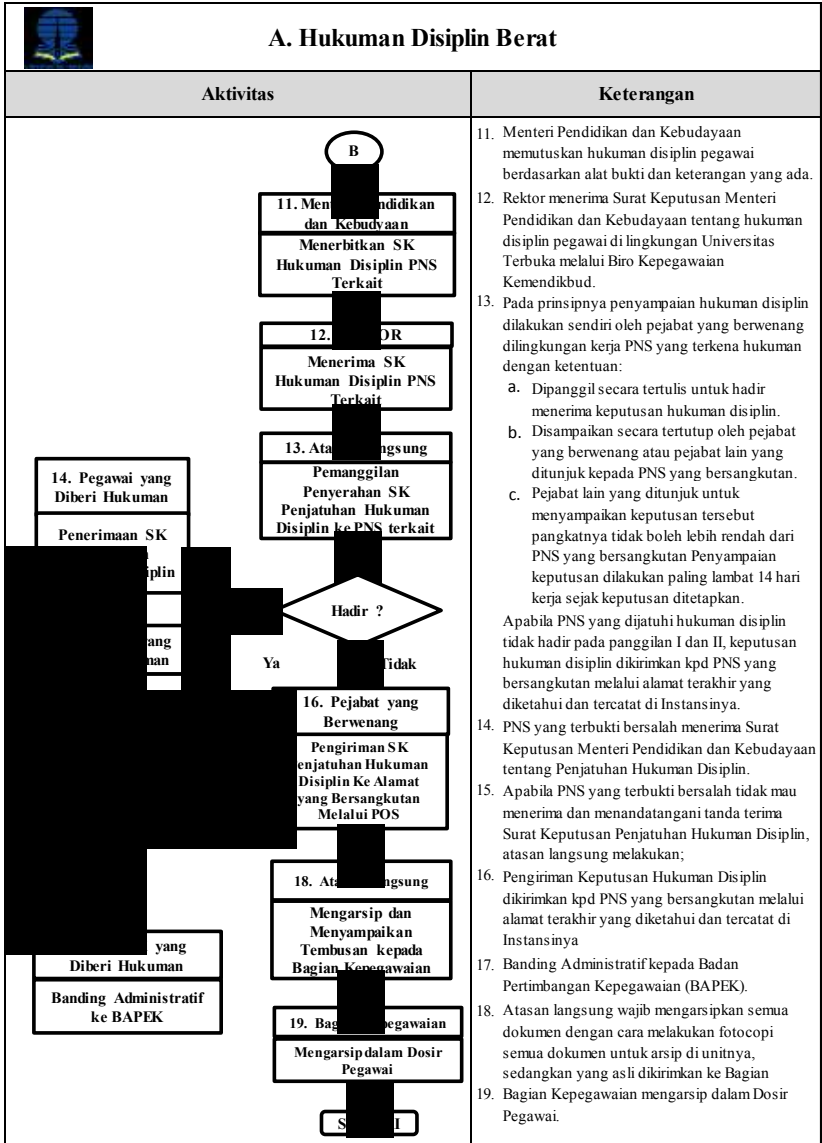 A. Hukuman Disiplin Berat
Aktivitas
Keterangan
B
11. Men ndidikan
dan Kebudyaan
Menerbitkan SK
Hukuman Disiplin PNS
Terkait
12. OR
Menerima SK
Hukuman Disiplin PNS
Terkait
13. Ata ngsung
Pemanggilan
Penyerahan SK
Penjatuhan Hukuman
Disiplin ke PNS terkait
14. Pegawai yang
Diberi Hukuman
Penerimaan SK
iplin
Hadir ?
ang
man
Ya
Tidak
16. Pejabat yang
Berwenang
Pengiriman SK
enjatuhan Hukuman
Disiplin Ke Alamat
yang Bersangkutan
Melalui POS
18. Ata ngsung
Mengarsip dan
Menyampaikan
Tembusan kepada
Bagian Kepegawaian
yang
Diberi Hukuman
Banding Administratif
ke BAPEK
19. Bag epegawaian
Mengarsip dalam Dosir
Pegawai
S I
11. Menteri Pendidikan dan Kebudayaan
memutuskan hukuman disiplin pegawai
berdasarkan alat bukti dan keterangan yang ada.
12. Rektor menerima Surat Keputusan Menteri
Pendidikan dan Kebudayaan tentang hukuman
disiplin pegawai di lingkungan Universitas
Terbuka melalui Biro Kepegawaian
Kemendikbud.
13. Pada prinsipnya penyampaian hukuman disiplin
dilakukan sendiri oleh pejabat yang berwenang
dilingkungan kerja PNS yang terkena hukuman
dengan ketentuan:
a. Dipanggil secara tertulis untuk hadir
menerima keputusan hukuman disiplin.
b. Disampaikan secara tertutup oleh pejabat
yang berwenang atau pejabat lain yang
ditunjuk kepada PNS yang bersangkutan.
c. Pejabat lain yang ditunjuk untuk
menyampaikan keputusan tersebut
pangkatnya tidak boleh lebih rendah dari
PNS yang bersangkutan Penyampaian
keputusan dilakukan paling lambat 14 hari
kerja sejak keputusan ditetapkan.
Apabila PNS yang dijatuhi hukuman disiplin
tidak hadir pada panggilan I dan II, keputusan
hukuman disiplin dikirimkan kpd PNS yang
bersangkutan melalui alamat terakhir yang
diketahui dan tercatat di Instansinya.
14. PNS yang terbukti bersalah menerima Surat
Keputusan Menteri Pendidikan dan Kebudayaan
tentang Penjatuhan Hukuman Disiplin.
15. Apabila PNS yang terbukti bersalah tidak mau
menerima dan menandatangani tanda terima
Surat Keputusan Penjatuhan Hukuman Disiplin,
atasan langsung melakukan;
16. Pengiriman Keputusan Hukuman Disiplin
dikirimkan kpd PNS yang bersangkutan melalui
alamat terakhir yang diketahui dan tercatat di
Instansinya
17. Banding Administratif kepada Badan
Pertimbangan Kepegawaian (BAPEK).
18. Atasan langsung wajib mengarsipkan semua
dokumen dengan cara melakukan fotocopi
semua dokumen untuk arsip di unitnya,
sedangkan yang asli dikirimkan ke Bagian
19. Bagian Kepegawaian mengarsip dalam Dosir
Pegawai.